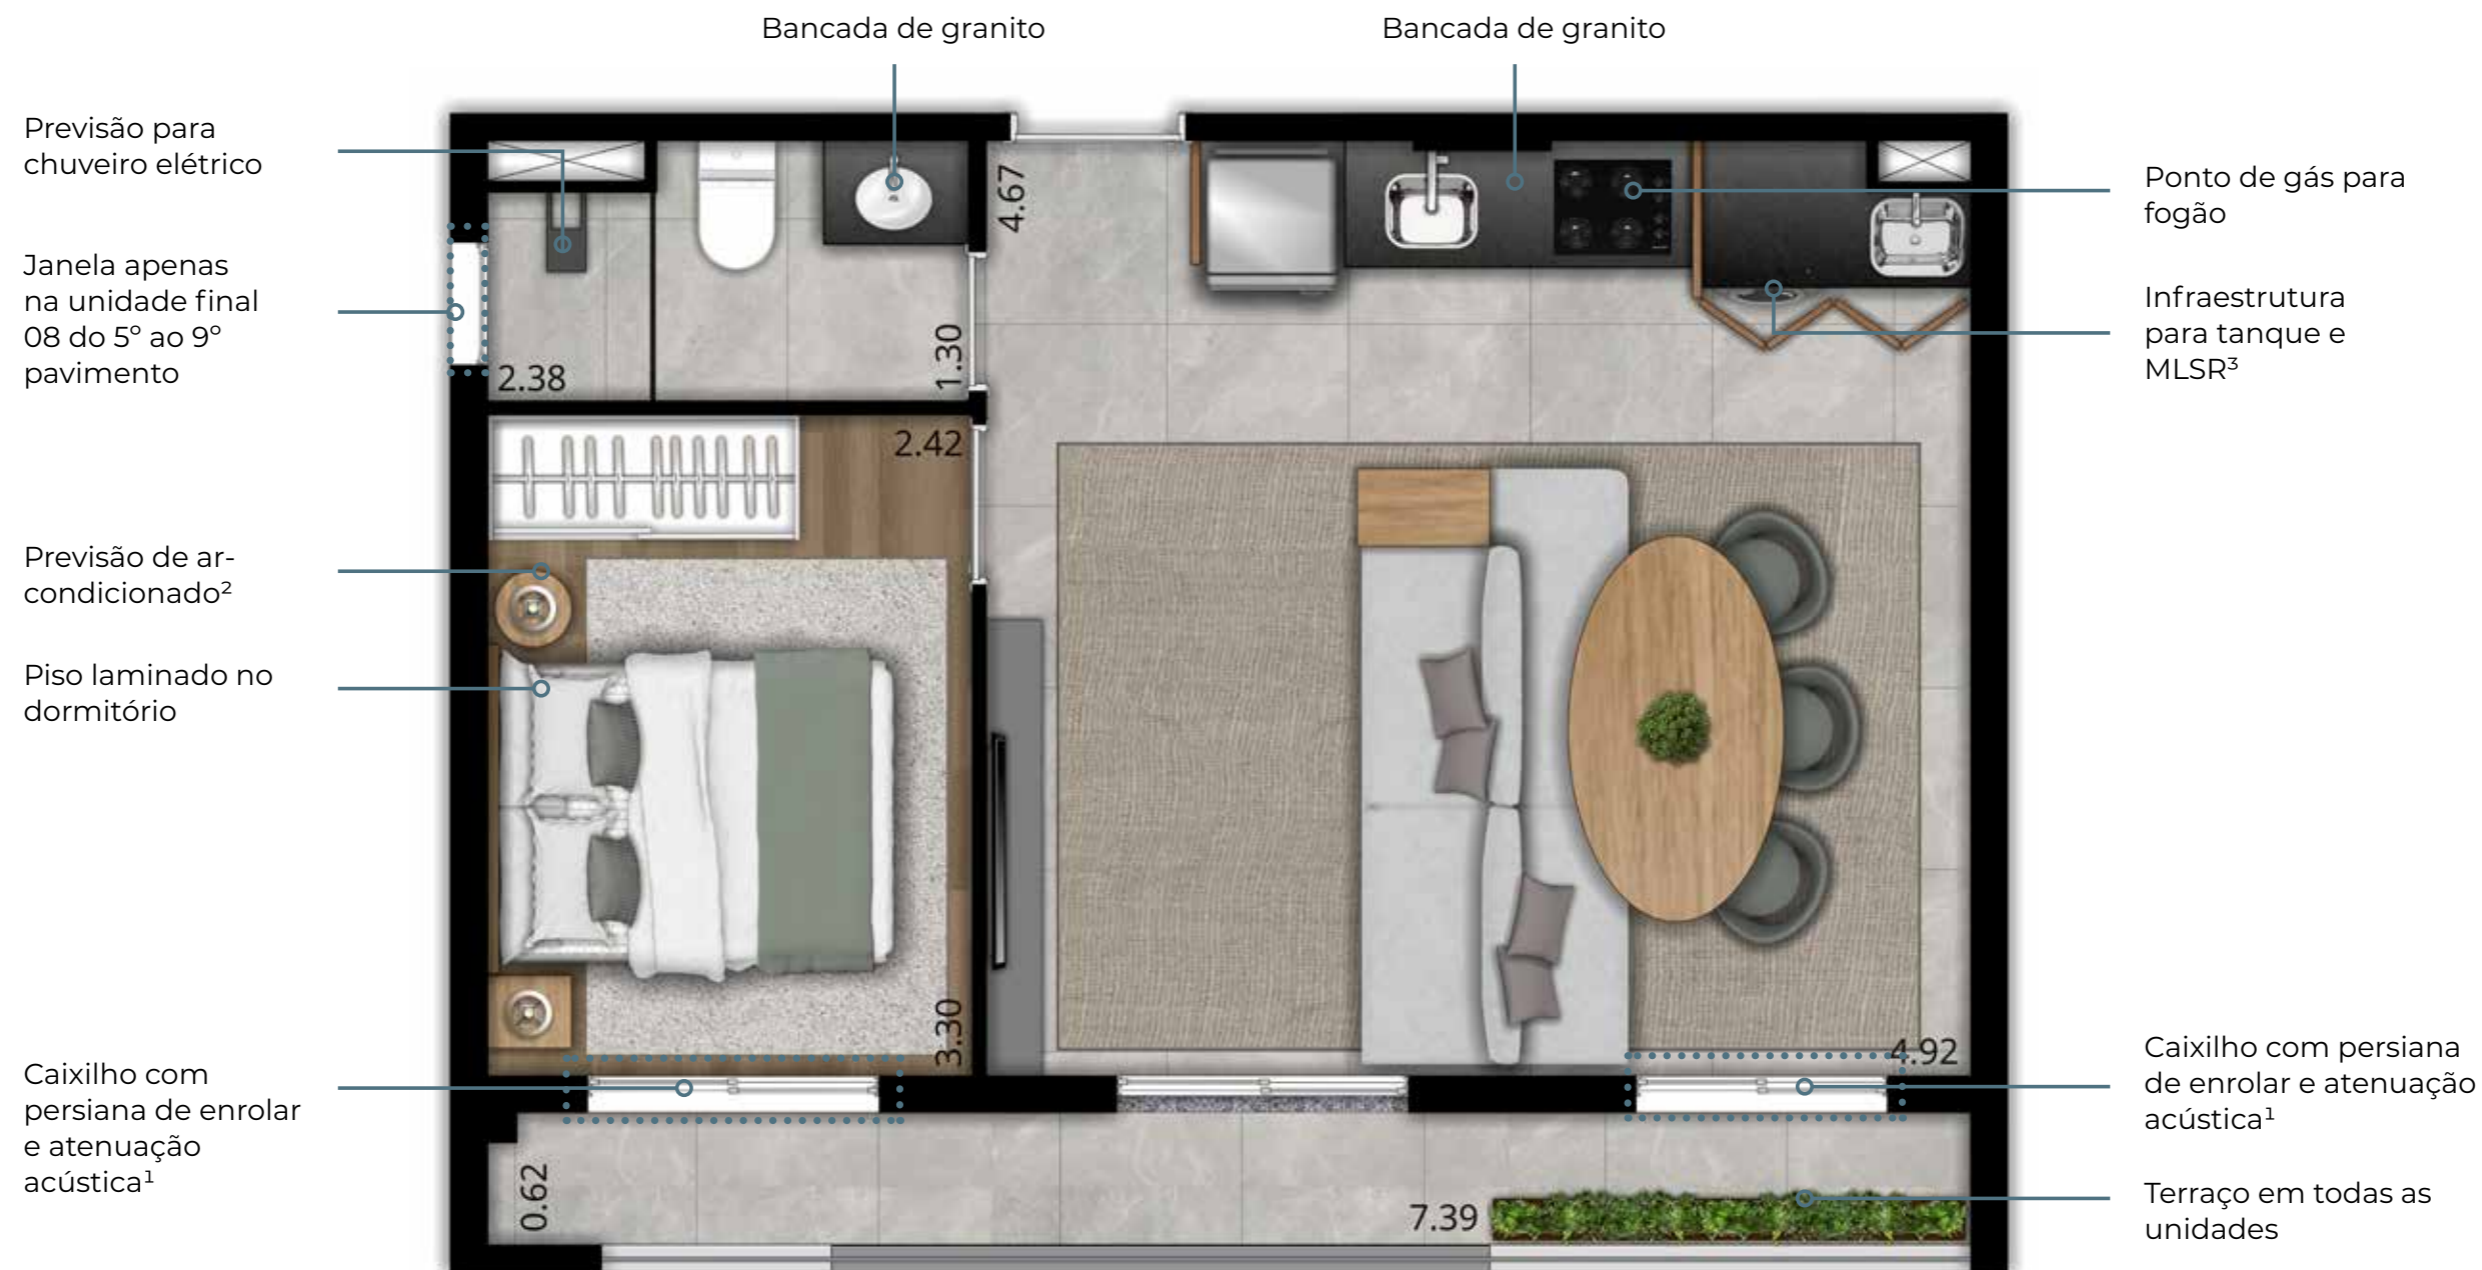 Bancada de granito
Bancada de granito
Previsão para
chuveiro elétrico
Janela apenas
na unidade final
08 do 5º ao 9º
pavimento
Previsão de ar-
condicionado²
Piso laminado no
dormitório
Caixilho com
persiana de enrolar
e atenuação
acústica¹
4.67
1.30
2.38
2.42
3.30
4.92
0.62
7.39
Ponto de gás para
fogão
Infraestrutura
para tanque e
MLSR³
Caixilho com persiana
de enrolar e atenuação
acústica¹
Terraço em todas as
unidades